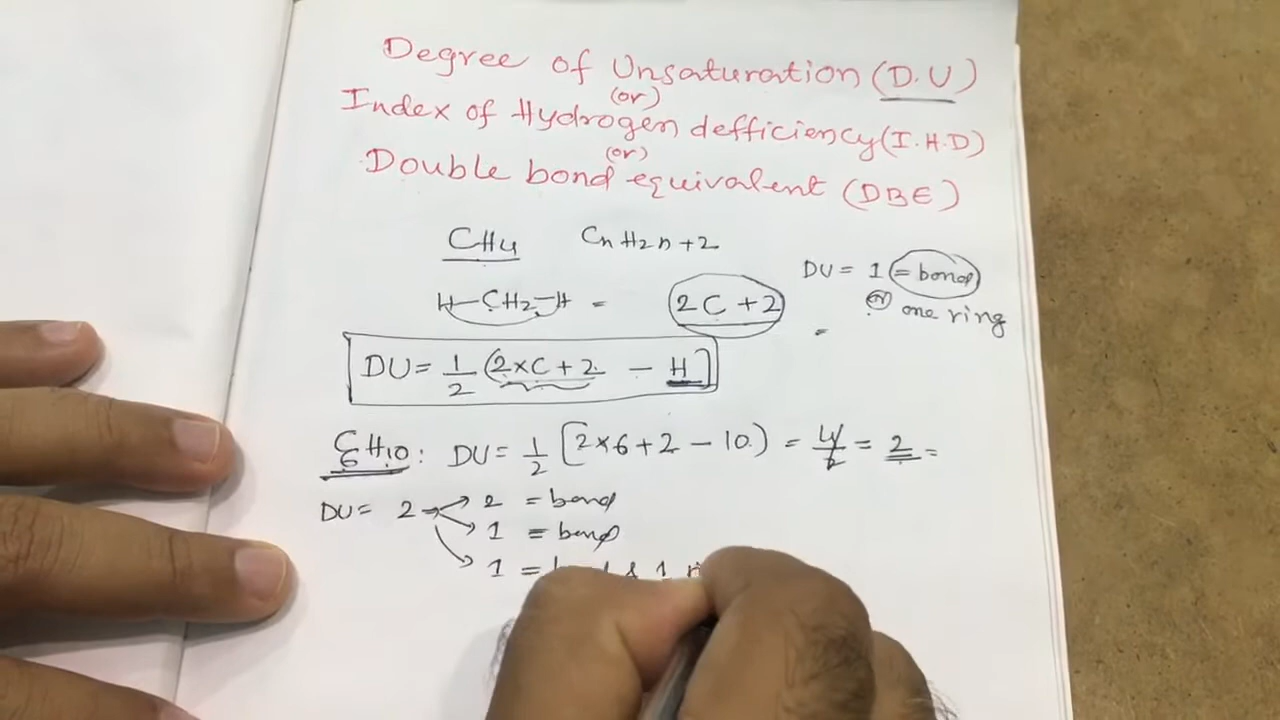 Degree of Unsaturation (D.U)
(or)
Index of Hydrogen defficiency (I.H.D)
(or)
Double bond equivalent (DBE)
CH4 CnH2n+2
DU = 1 (= bond)
(or) one ring
H-CH2-H = 2C+2
=
DU = 1/2 (2×C+2 - H]
C6H10: DU = 1/2 [2×6+2-10.) = 4/2 = 2 =
DU = 2 → 2 = bond
1 ≡ bond
1 = & 1